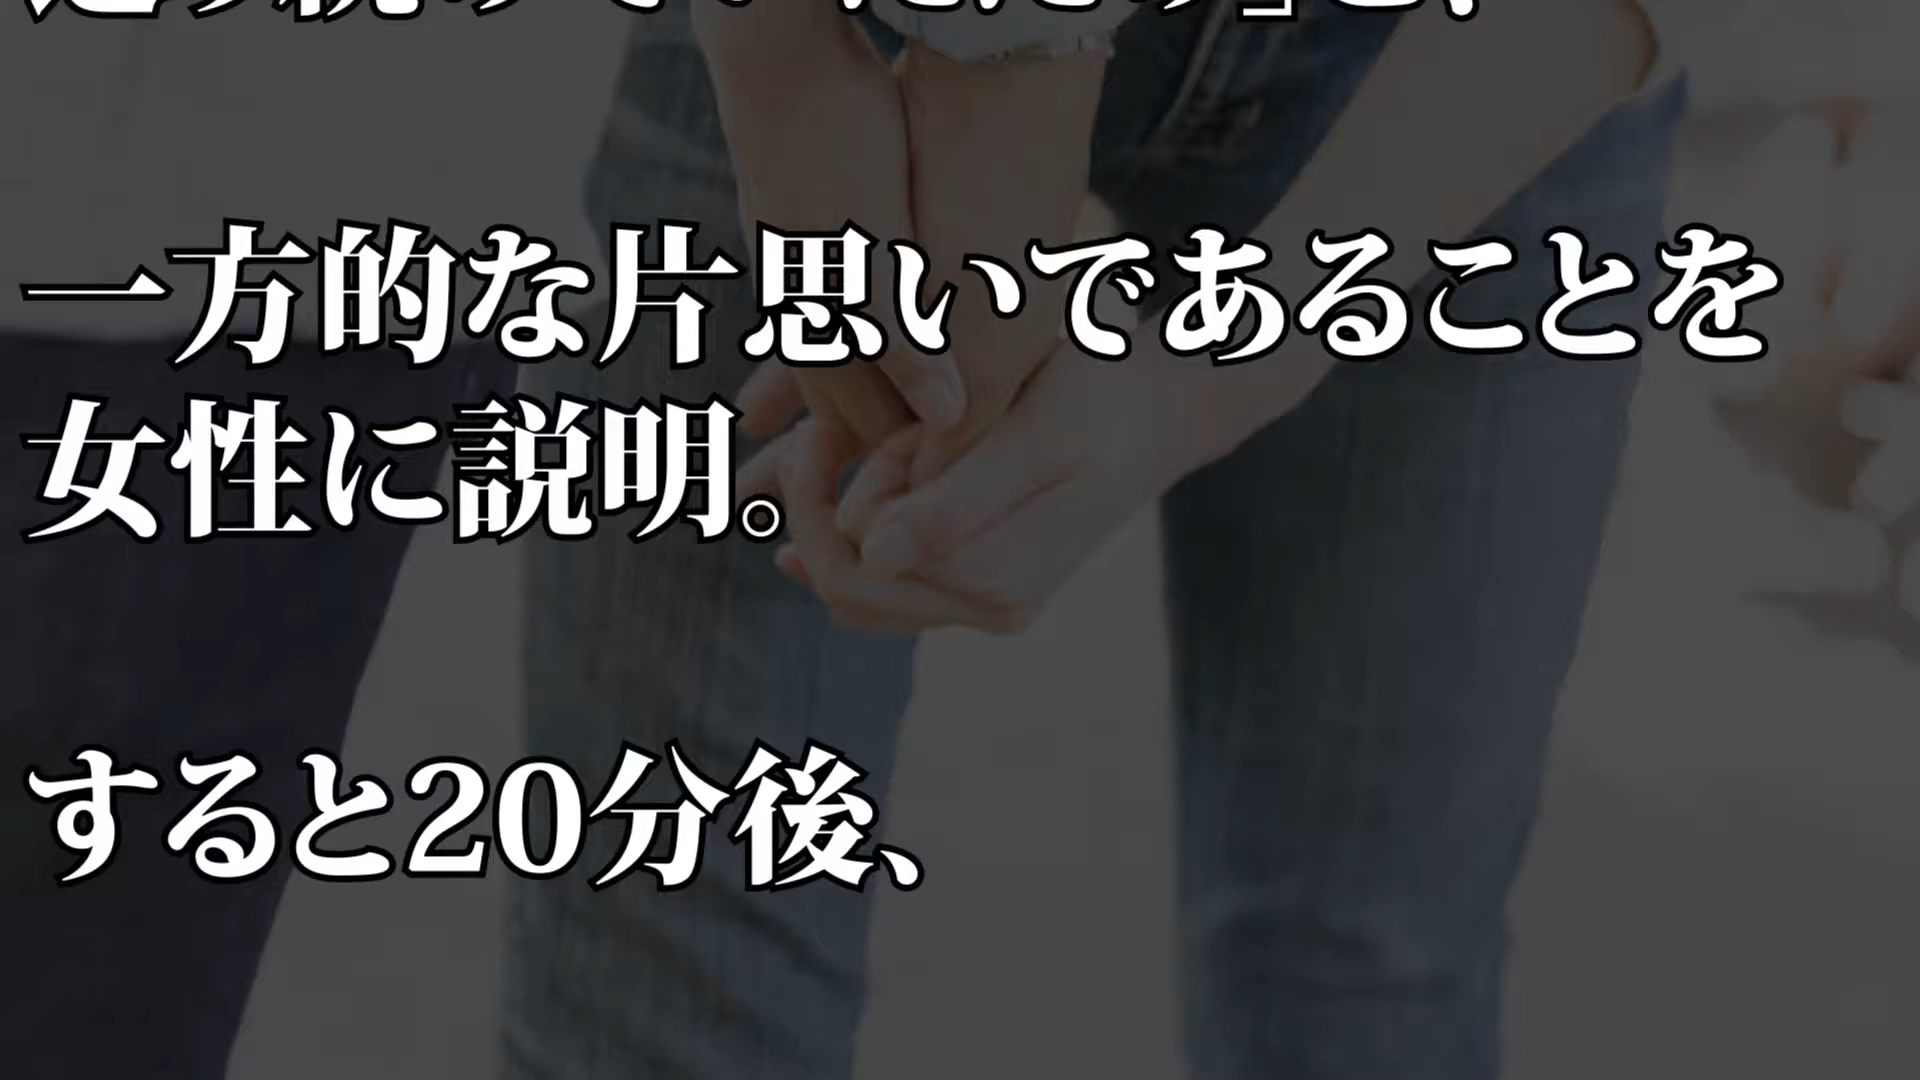 一方的な片思いであることを
女性に説明。
すると20分後、